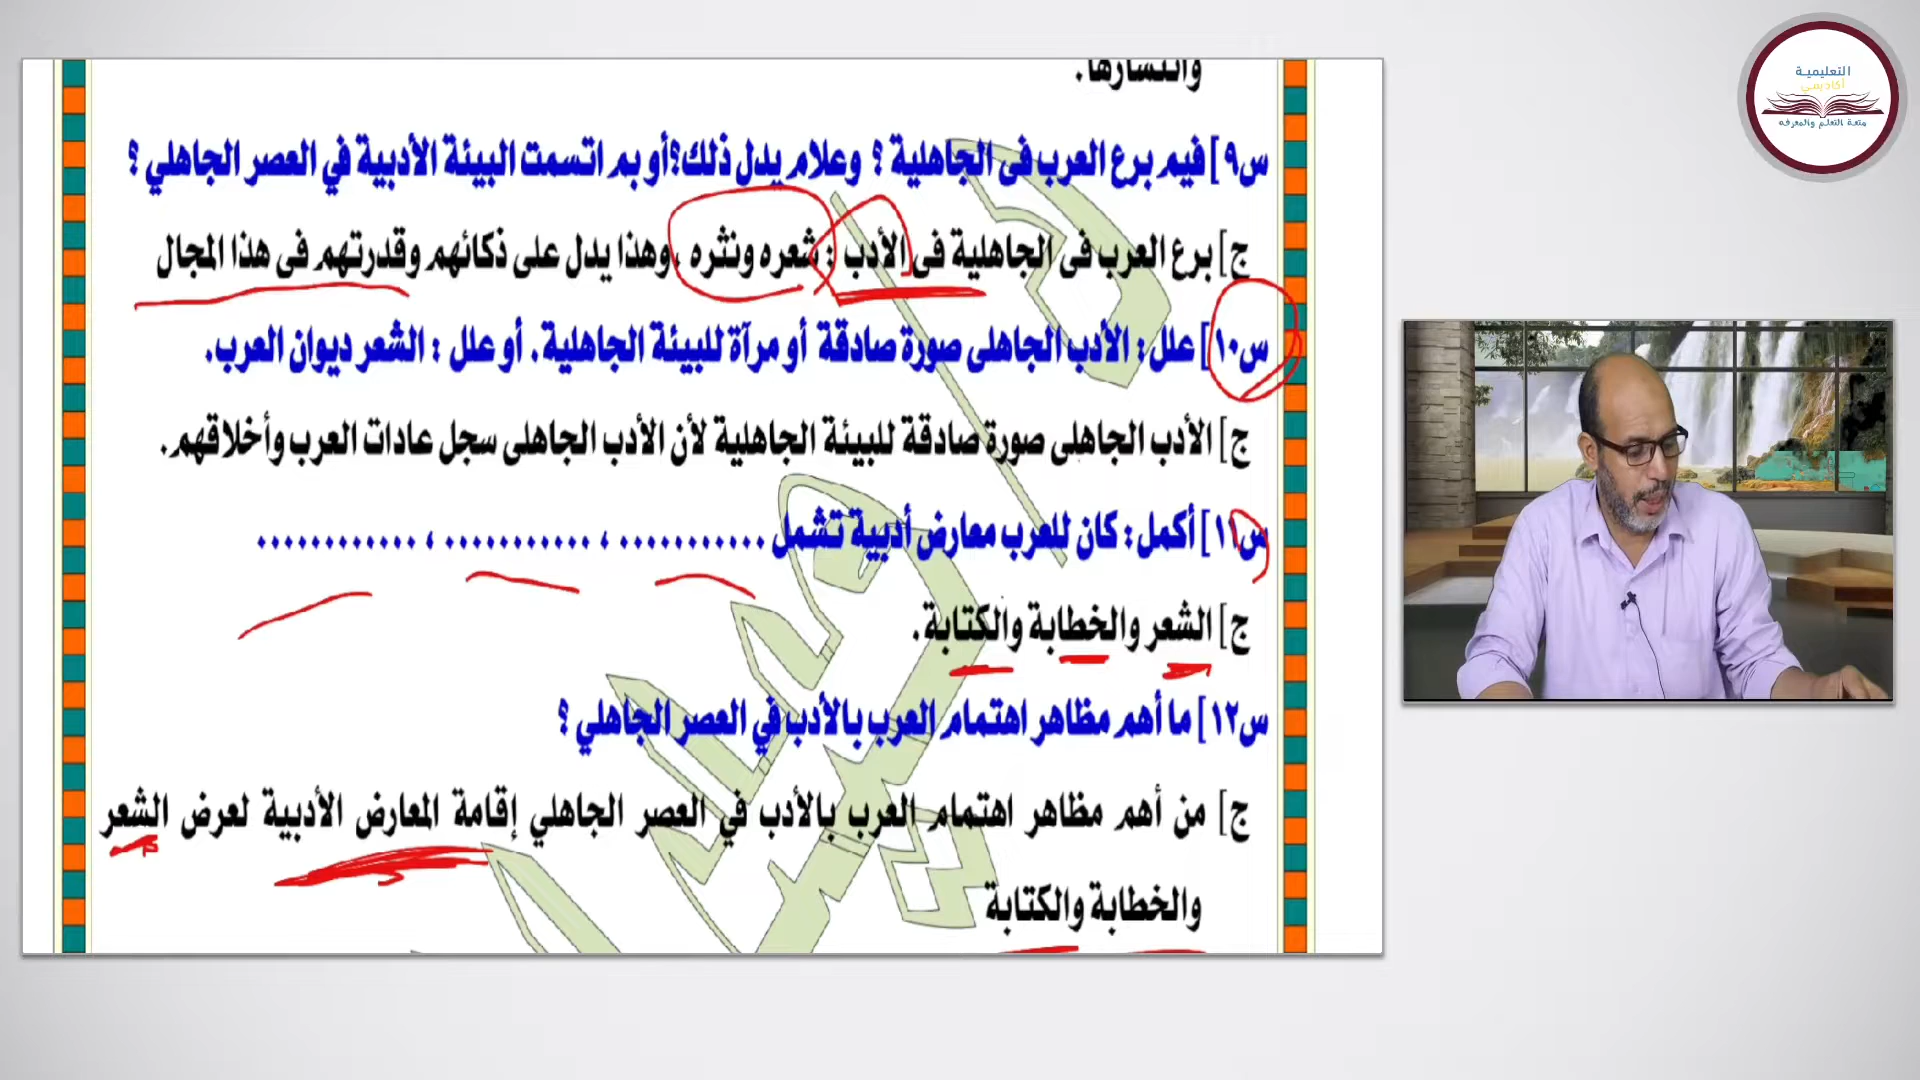 وانتشارها.
س٩] فيم برع العرب فى الجاهلية ؟ وعلام يدل ذلك؟أو بم اتسمت البيئة الأدبية في العصر الجاهلي ؟
ج] برع العرب فى الجاهلية فى الأدب : شعره ونثره ،وهذا يدل على ذكائهم وقدرتهم فى هذا المجال
س١٠] علل: الأدب الجاهلى صورة صادقة أو مرآة للبيئة الجاهلية. أو علل : الشعر ديوان العرب.
ج] الأدب الجاهلى صورة صادقة للبيئة الجاهلية لأن الأدب الجاهلى سجل عادات العرب وأخلاقهم.
س١١] أكمل: كان للعرب معارض أدبية تشمل ........... ، ........... ، ............
ج] الشعر والخطابة والكتابة.
س١٢] ما أهم مظاهر اهتمام العرب بالأدب في العصر الجاهلي ؟
ج] من أهم مظاهر اهتمام العرب بالأدب في العصر الجاهلي إقامة المعارض الأدبية لعرض الشعر
والخطابة والكتابة
التعليمية
أكاديمي
متعة التعلم والمعرفه